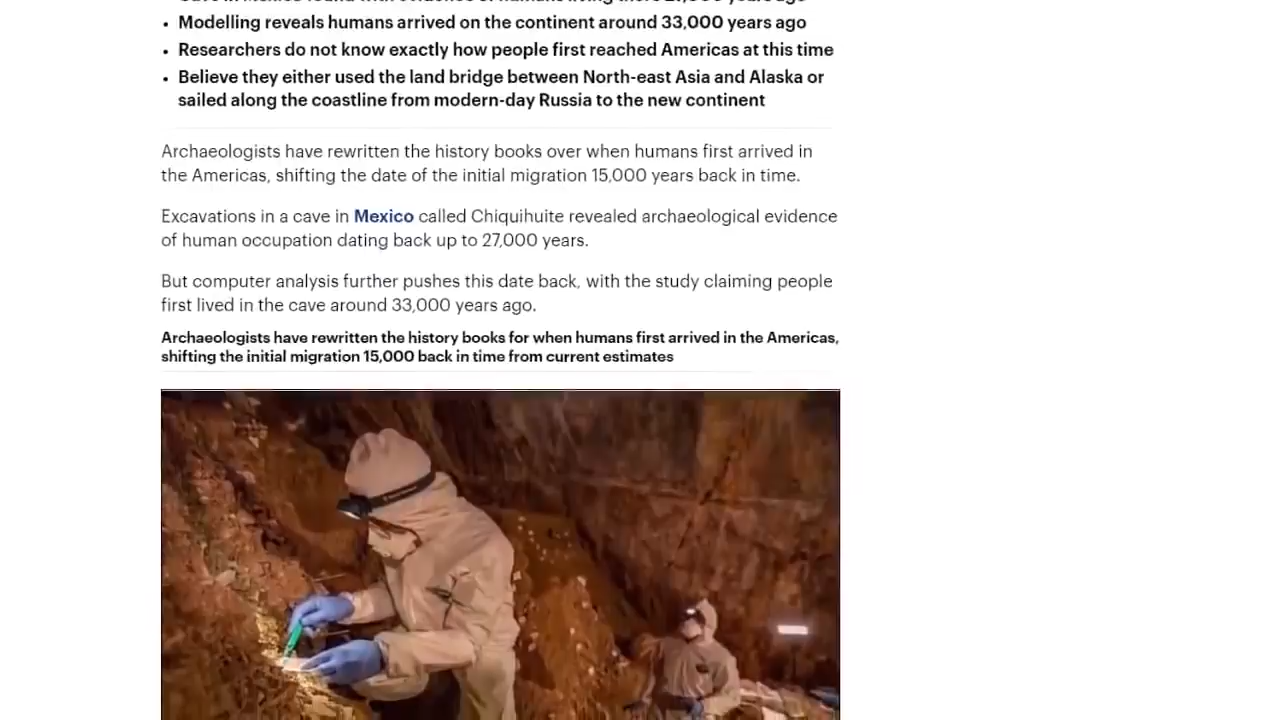 Modelling reveals humans arrived on the continent around 33,000 years ago
Researchers do not know exactly how people first reached Americas at this time
Believe they either used the land bridge between North-east Asia and Alaska or
sailed along the coastline from modern-day Russia to the new continent
Archaeologists have rewritten the history books over when humans first arrived in
the Americas, shifting the date of the initial migration 15,000 years back in time.
Excavations in a cave in Mexico called Chiquihuite revealed archaeological evidence
of human occupation dating back up to 27,000 years.
But computer analysis further pushes this date back, with the study claiming people
first lived in the cave around 33,000 years ago.
Archaeologists have rewritten the history books for when humans first arrived in the Americas,
shifting the initial migration 15,000 back in time from current estimates